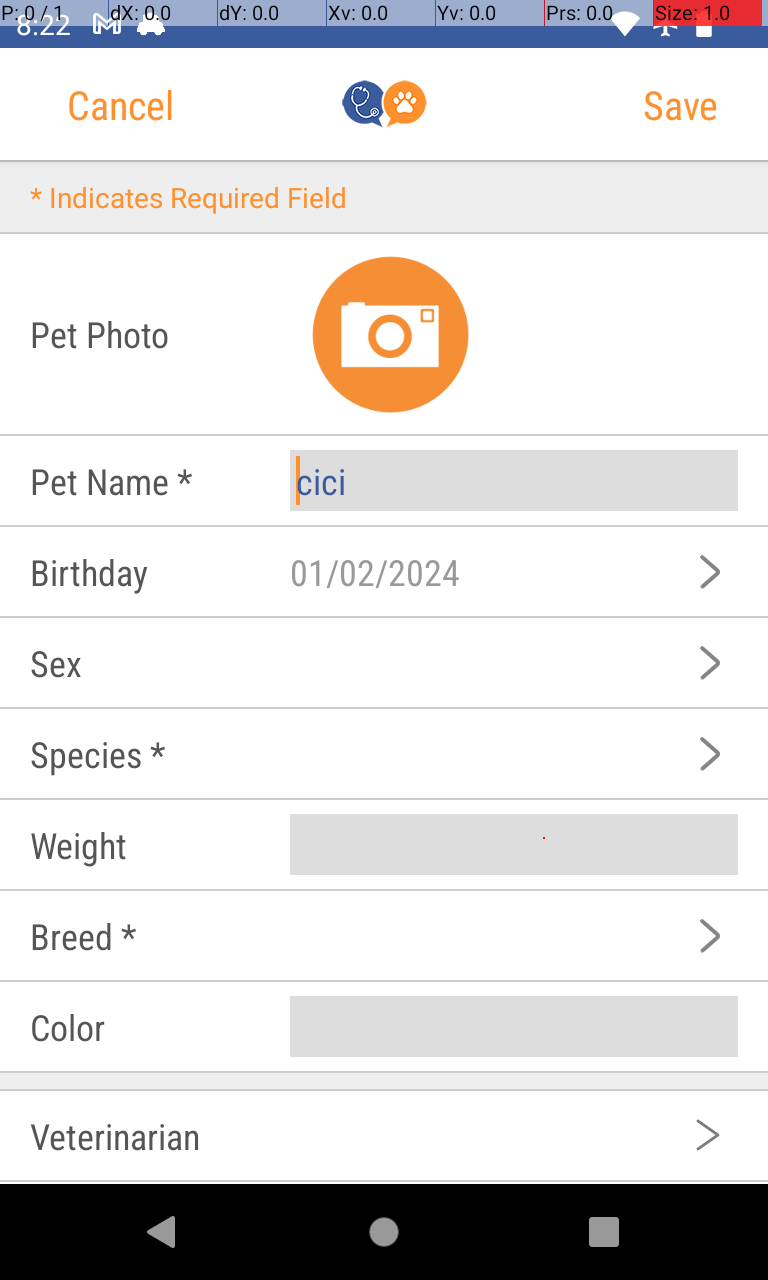 P: 0 / 1 dX: 0.0 dY: 0.0 Xv: 0.0 Yv: 0.0 Prs: 0.0 Size: 1.0
8:22
Cancel Save
* Indicates Required Field
Pet Photo
Pet Name * cici
Birthday 01/02/2024
Sex
Species *
Weight
Breed *
Color
Veterinarian